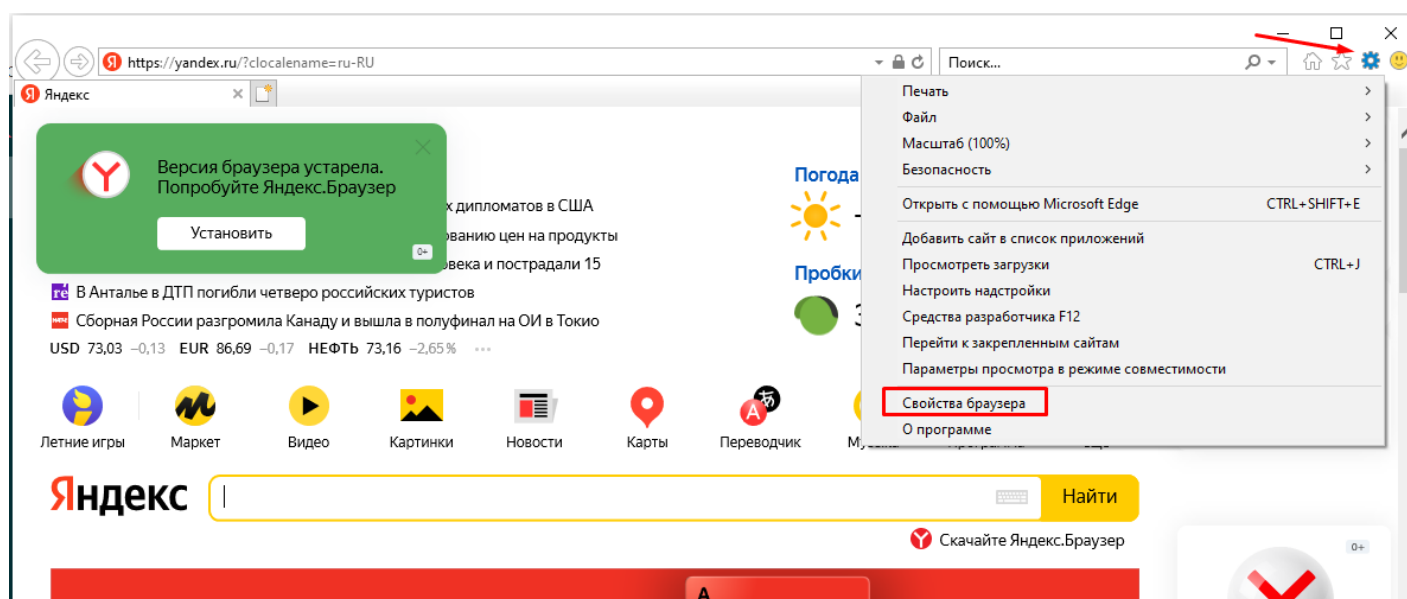 https://yandex.ru/?clocalename=ru-RU
Поиск...
Яндекс
Версия браузера устарела.
Попробуйте Яндекс.Браузер
Установить
0+
дипломатов в США
цен на продукты
и пострадали 15
В Анталье в ДТП погибли четверо российских туристов
Сборная России разгромила Канаду и вышла в полуфинал на ОИ в Токио
USD 73,03 −0,13 EUR 86,69 −0,17 НЕФТЬ 73,16 −2,65% ···
Погода
Пробки
Печать
Файл
Масштаб (100%)
Безопасность
Открыть с помощью Microsoft Edge CTRL+SHIFT+E
Добавить сайт в список приложений
Просмотреть загрузки CTRL+J
Настроить надстройки
Средства разработчика F12
Перейти к закрепленным сайтам
Параметры просмотра в режиме совместимости
Свойства браузера
О программе
Летние игры Маркет Видео Картинки Новости Карты Переводчик
Яндекс
Найти
Скачайте Яндекс.Браузер
0+
A